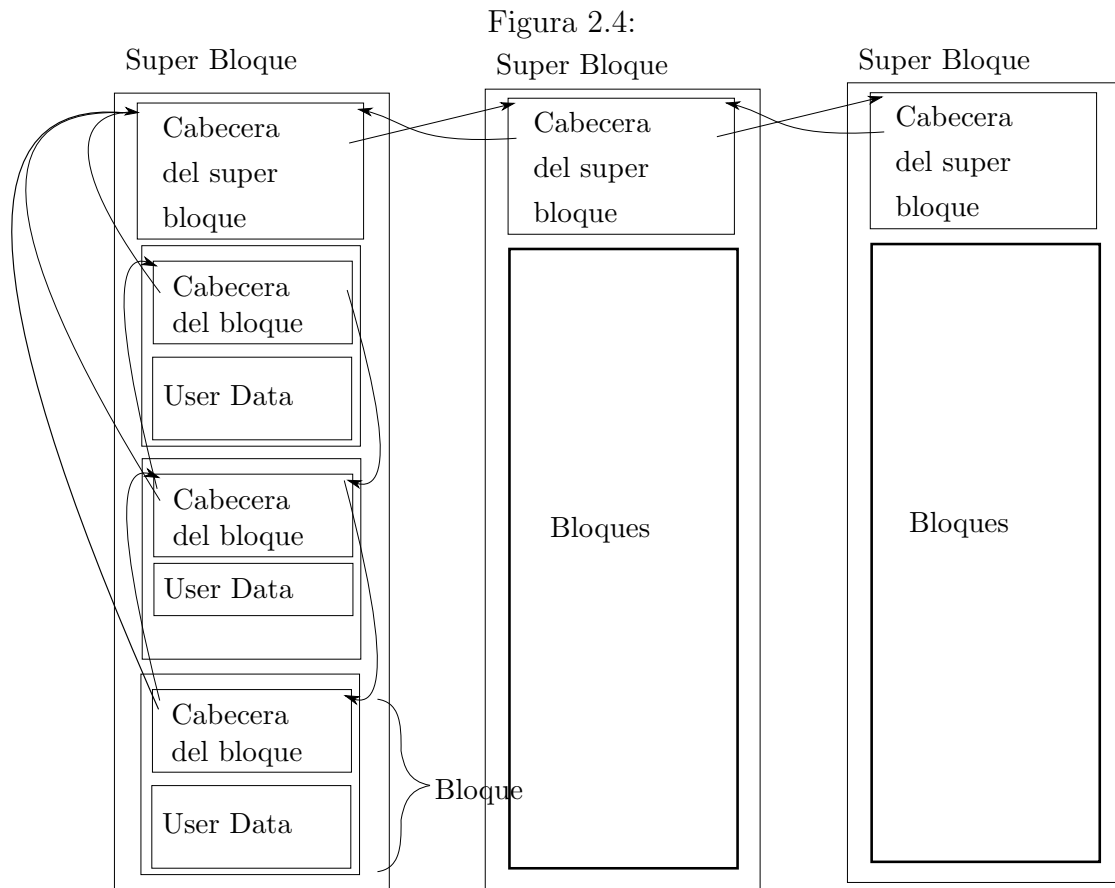 Figura 2.4:
Super Bloque
Super Bloque
Super Bloque
Cabecera
del super
bloque
Cabecera
del super
bloque
Cabecera
del super
bloque
Cabecera
del bloque
User Data
Cabecera
del bloque
User Data
Cabecera
del bloque
User Data
Bloque
Bloques
Bloques